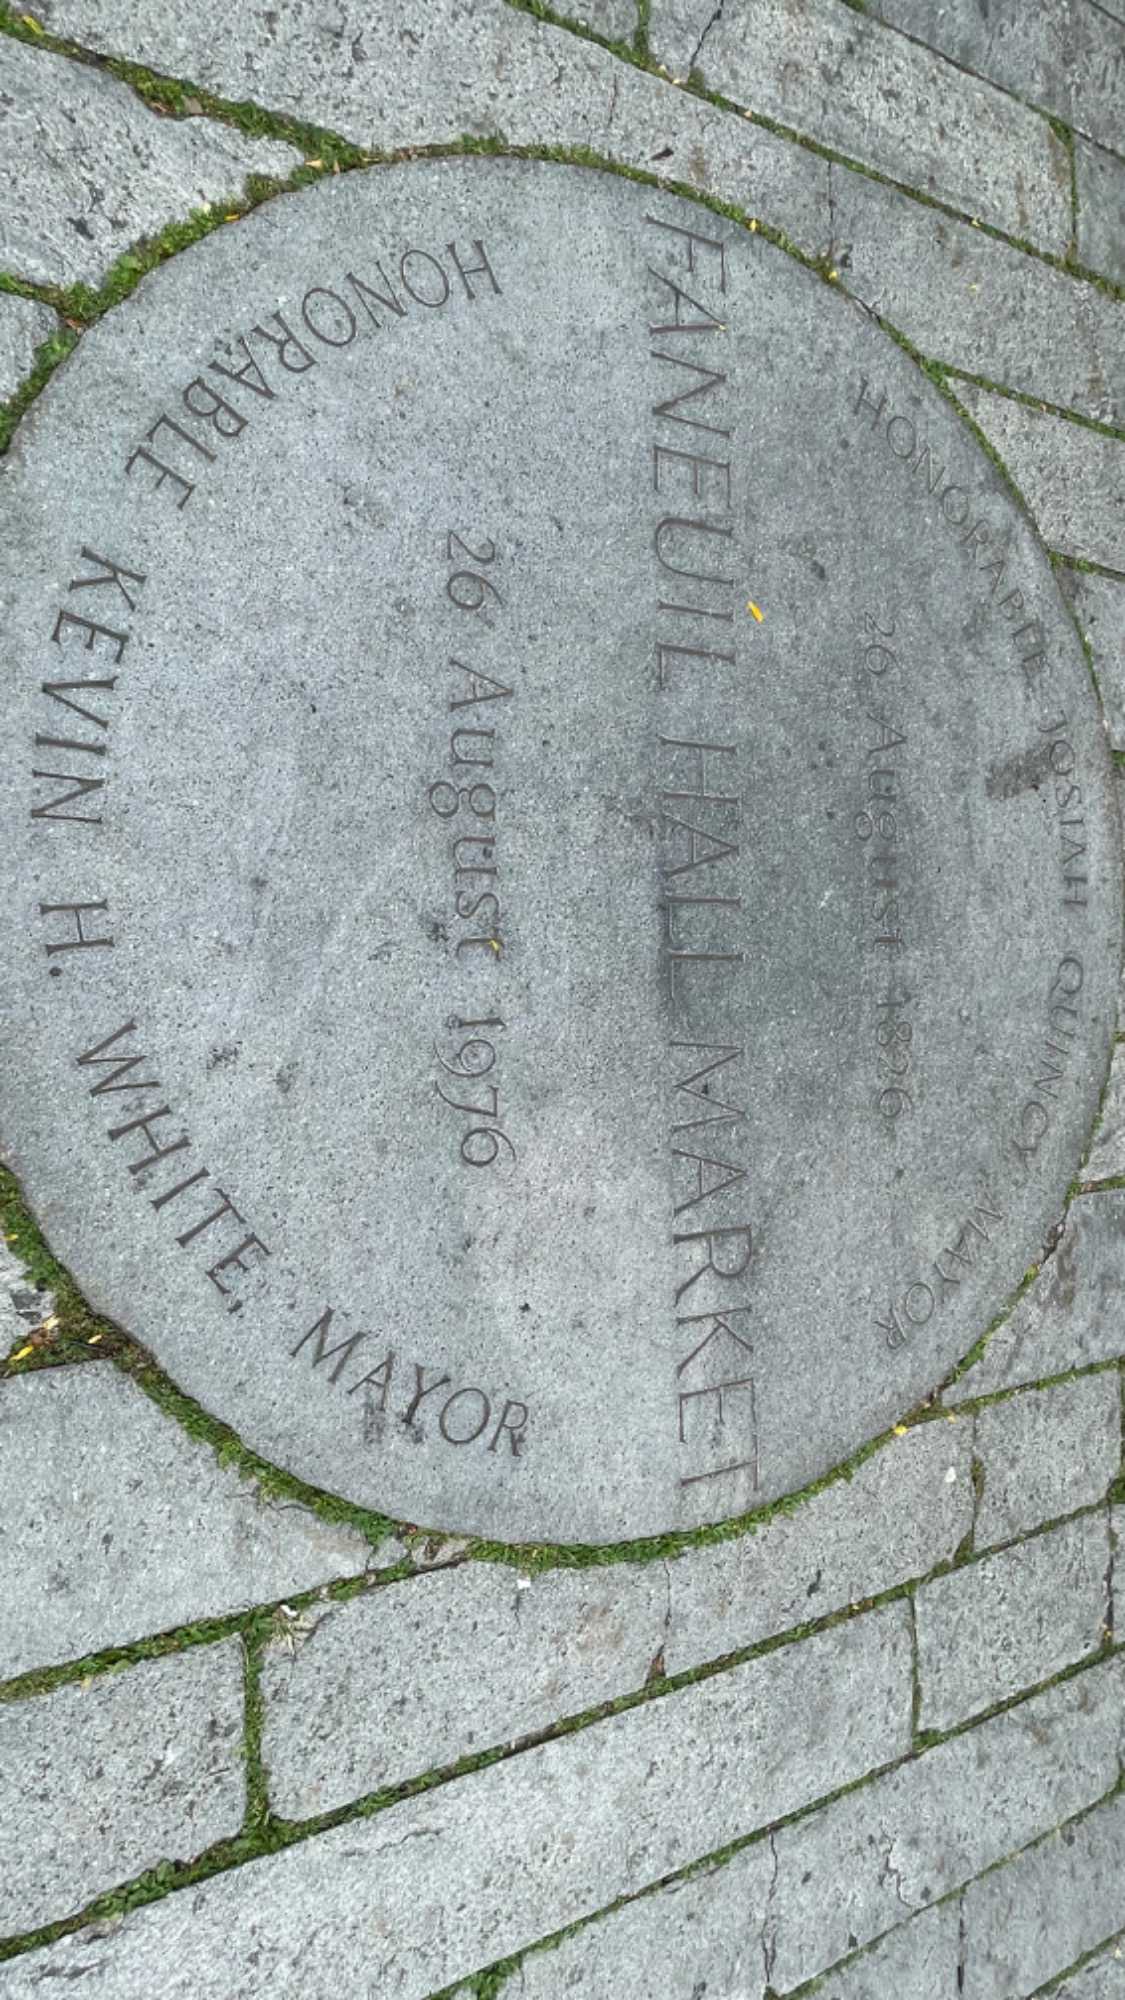 HONORABLE JOSIAH QUINCY MAYOR
26 August 1826
FANEUIL HALL MARKET
26 August 1976
HONORABLE KEVIN H. WHITE, MAYOR